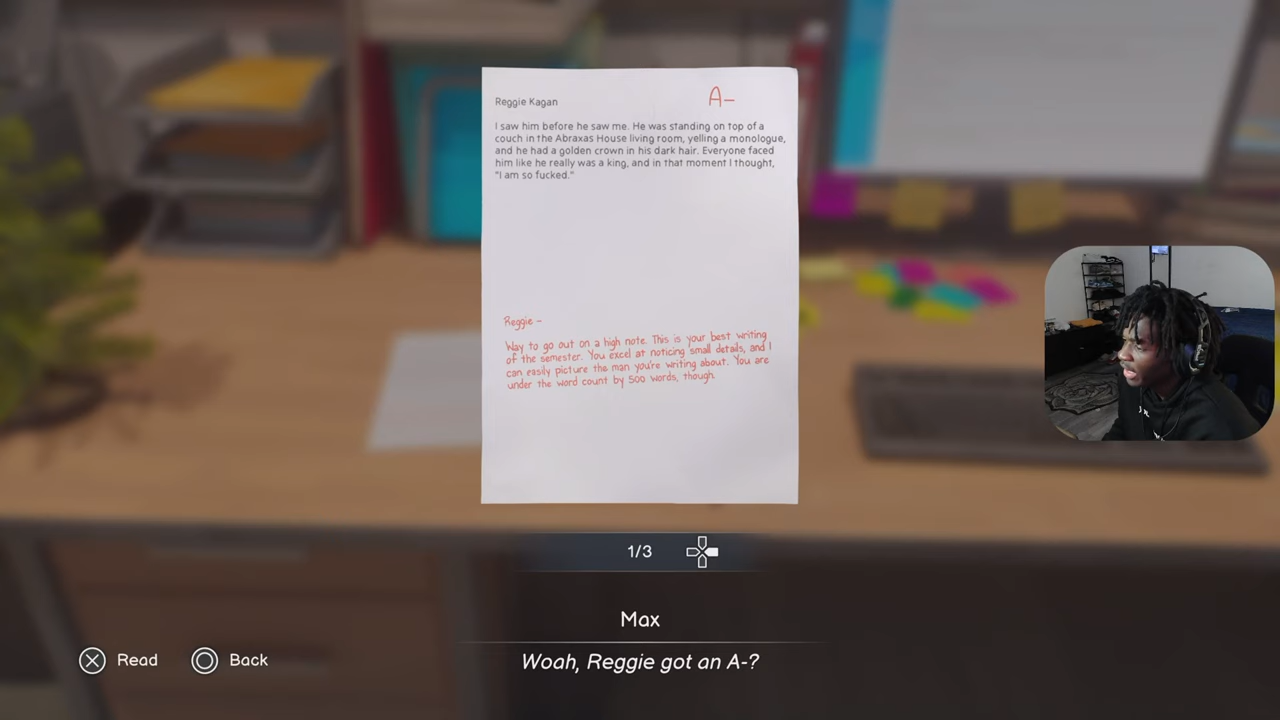 Reggie Kagan
A-
I saw him before he saw me. He was standing on top of a
couch in the Abraxas House living room, yelling a monologue,
and he had a golden crown in his dark hair. Everyone faced
him like he really was a king, and in that moment I thought,
"I am so fucked."
Reggie -
Way to go out on a high note. This is your best writing
of the semester. You excel at noticing small details, and I
can easily picture the man you're writing about. You are
under the word count by 500 words, though.
1/3
Max
Read
Back
Woah, Reggie got an A-?